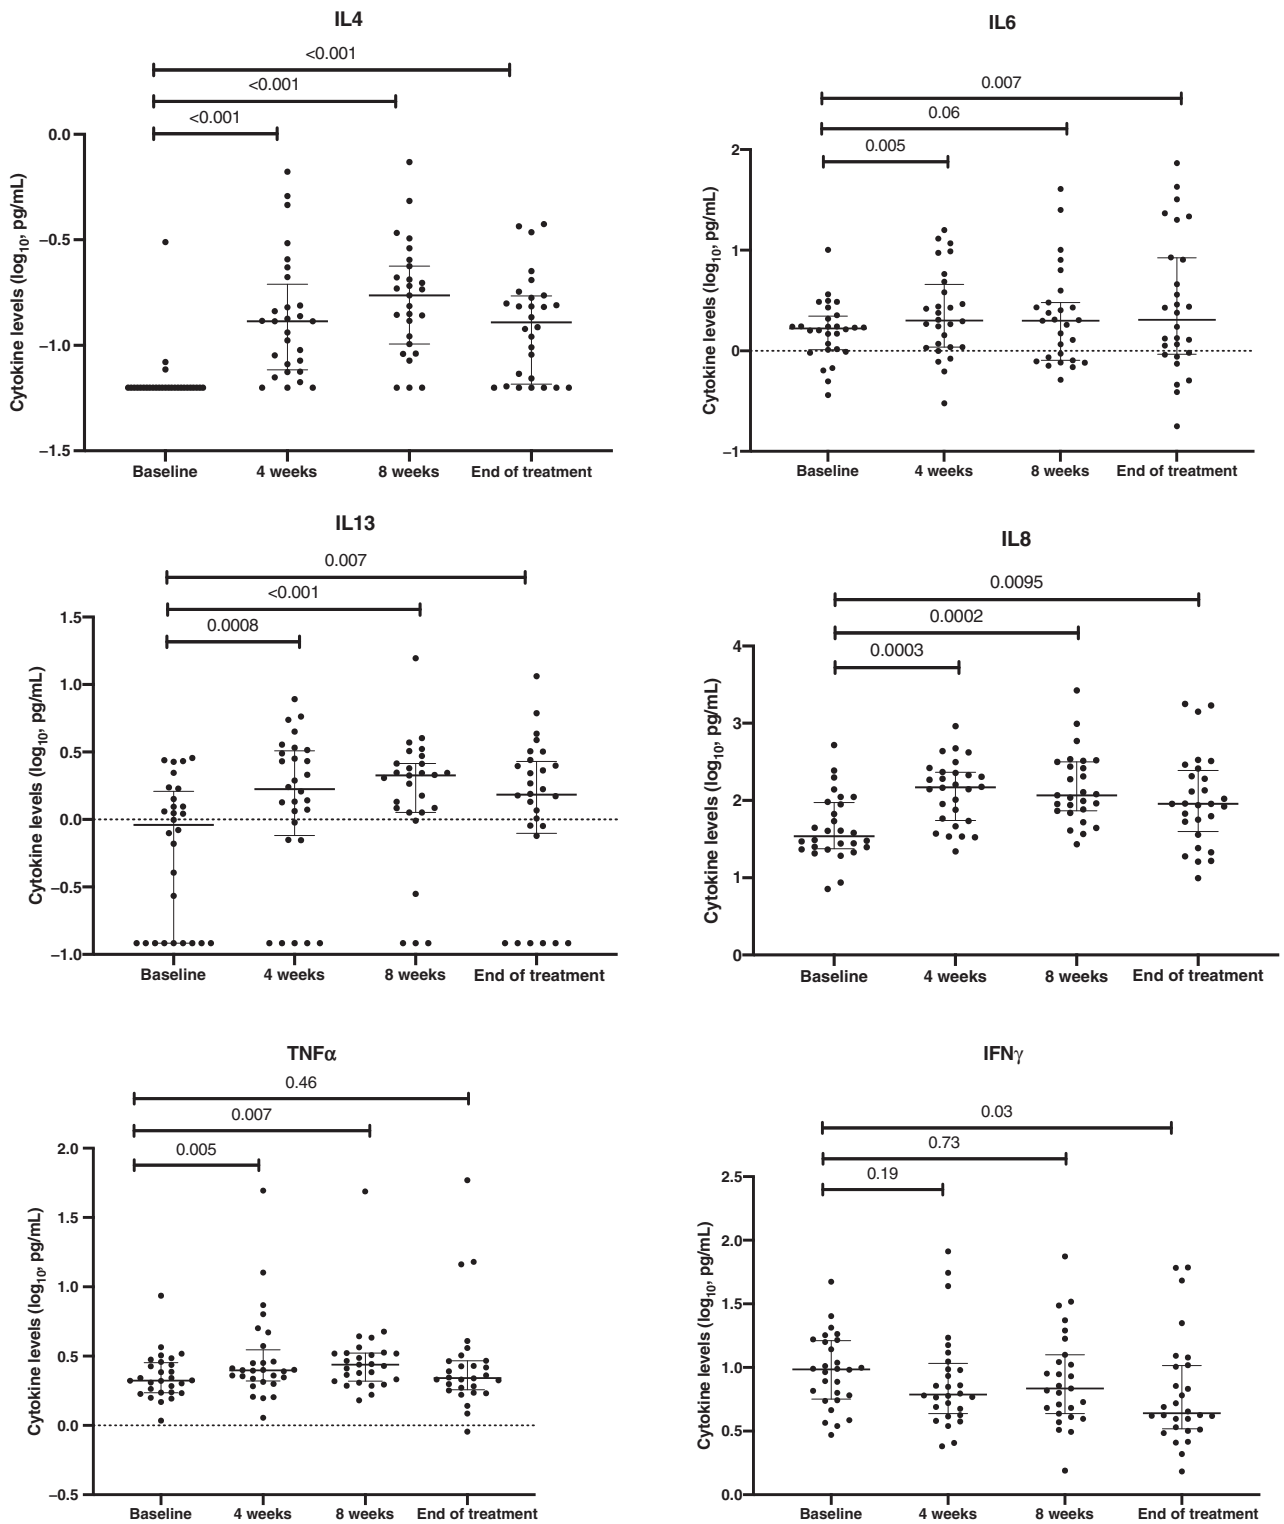 IL4
<0.001
<0.001
<0.001
Cytokine levels (log10, pg/mL)
0.0
–0.5
–1.0
–1.5
Baseline
4 weeks
8 weeks
End of treatment
IL6
0.007
0.06
0.005
Cytokine levels (log10, pg/mL)
2
1
0
–1
Baseline
4 weeks
8 weeks
End of treatment
IL13
0.007
<0.001
0.0008
Cytokine levels (log10, pg/mL)
1.5
1.0
0.5
0.0
–0.5
–1.0
Baseline
4 weeks
8 weeks
End of treatment
IL8
0.0095
0.0002
0.0003
Cytokine levels (log10, pg/mL)
4
3
2
1
0
Baseline
4 weeks
8 weeks
End of treatment
TNFα
0.46
0.007
0.005
Cytokine levels (log10, pg/mL)
2.0
1.5
1.0
0.5
0.0
–0.5
Baseline
4 weeks
8 weeks
End of treatment
IFNγ
0.03
0.73
0.19
Cytokine levels (log10, pg/mL)
2.5
2.0
1.5
1.0
0.5
0.0
Baseline
4 weeks
8 weeks
End of treatment